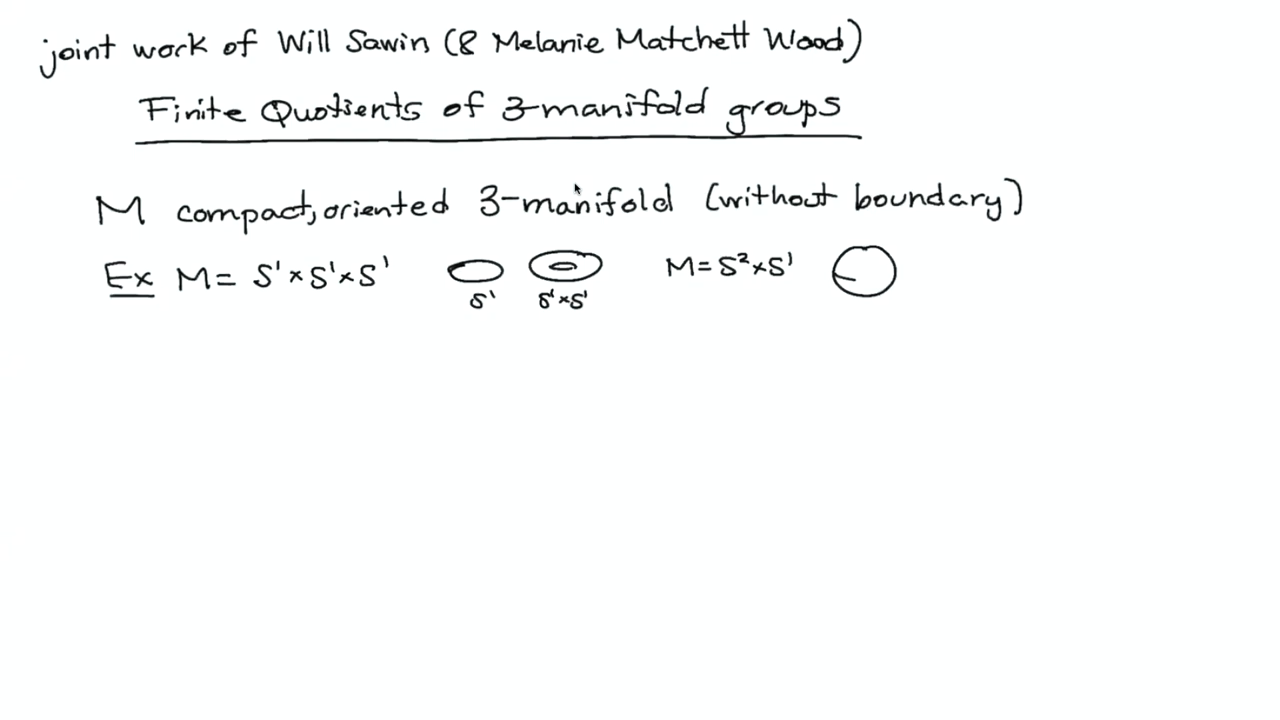 joint work of Will Sawin (& Melanie Matchett Wood)
Finite Quotients of 3-manifold groups
M compact, oriented 3-manifold (without boundary)
Ex M = S¹ × S¹ × S¹ M = S² × S¹
S¹ S¹ × S¹